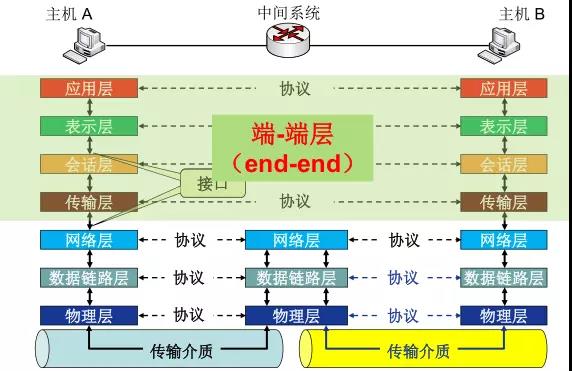 主机 A
中间系统
主机 B
应用层
协议
应用层
表示层
表示层
端-端层
（end-end）
会话层
会话层
接口
传输层
协议
传输层
网络层
协议
网络层
协议
网络层
数据链路层
协议
数据链路层
协议
数据链路层
物理层
协议
物理层
协议
物理层
传输介质
传输介质